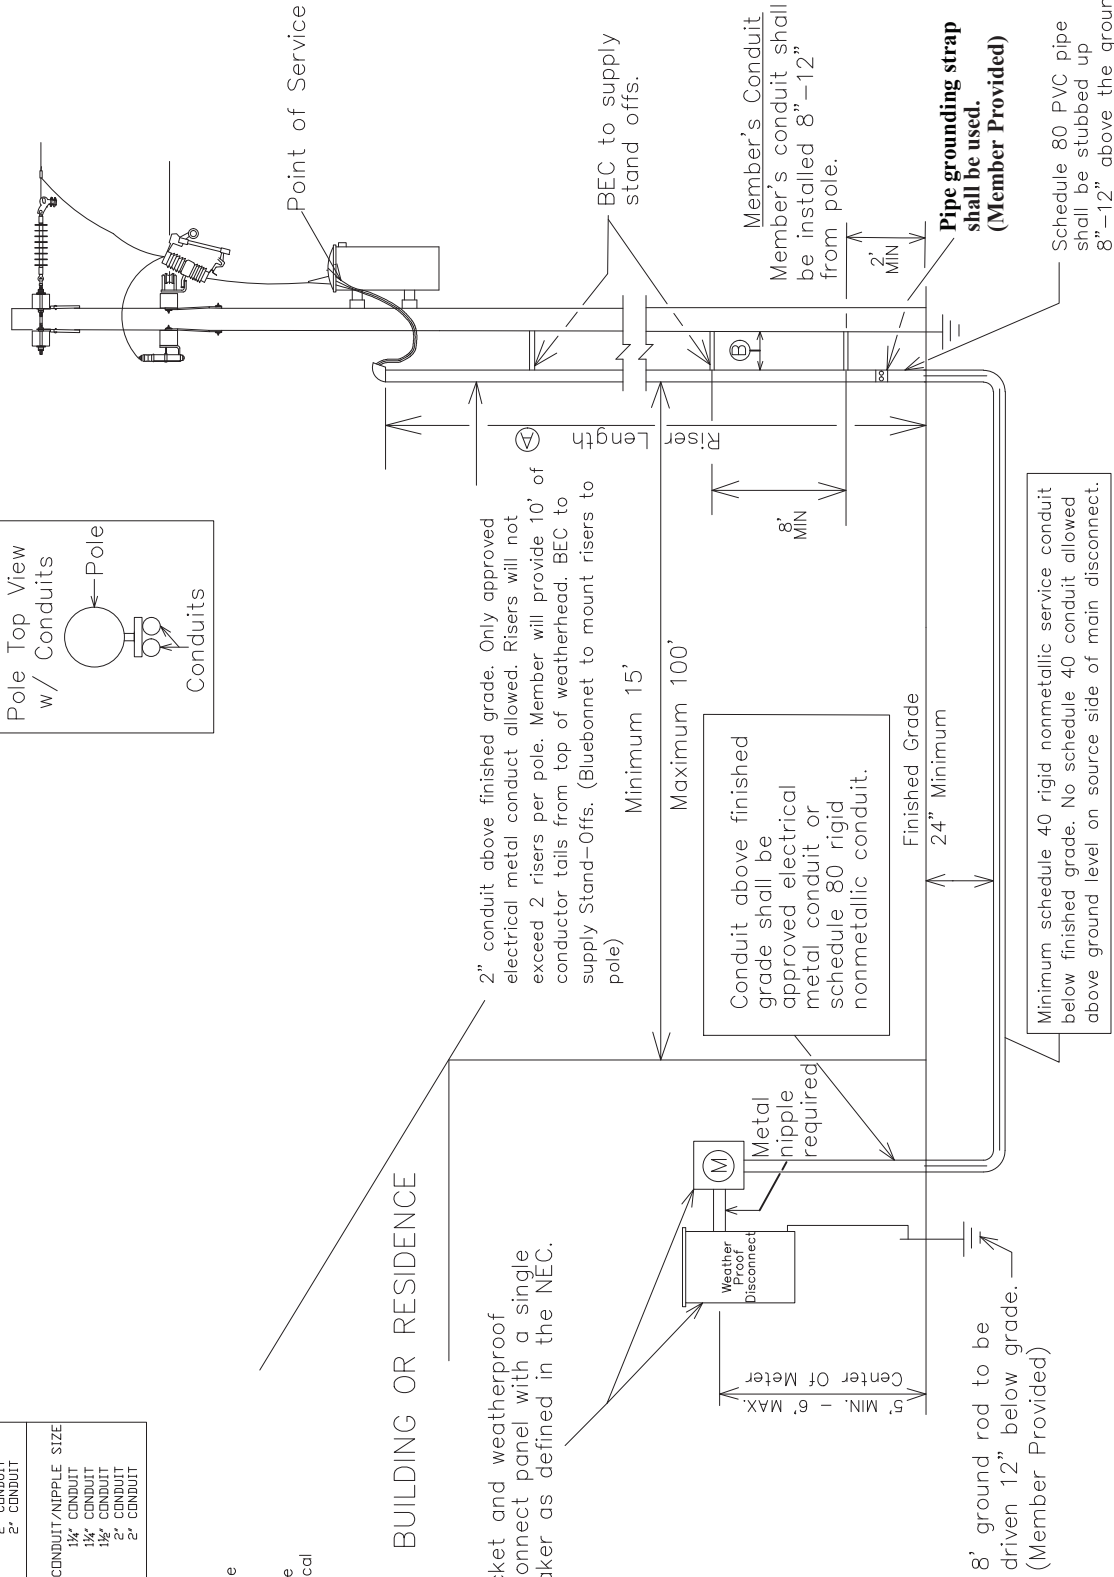 Pole Top View
w/ Conduits
Pole
Conduits
2" CONDUIT
2" CONDUIT
CONDUIT/NIPPLE SIZE
1¼" CONDUIT
1¼" CONDUIT
1½" CONDUIT
2" CONDUIT
2" CONDUIT
BUILDING OR RESIDENCE
2" conduit above finished grade. Only approved
electrical metal conduct allowed. Risers will not
exceed 2 risers per pole. Member will provide 10' of
conductor tails from top of weatherhead. BEC to
supply Stand-Offs. (Bluebonnet to mount risers to
pole)
Point of Service
BEC to supply
stand offs.
Member's Conduit
Member's conduit shall
be installed 8"-12"
from pole.
2'
MIN
Pipe grounding strap
shall be used.
(Member Provided)
Schedule 80 PVC pipe
shall be stubbed up
8"-12" above the
A
Riser Length
B
8'
MIN
Minimum 15'
Maximum 100'
Conduit above finished
grade shall be
approved electrical
metal conduit or
schedule 80 rigid
nonmetallic conduit.
Finished Grade
24" Minimum
Minimum schedule 40 rigid nonmetallic service conduit
below finished grade. No schedule 40 conduit allowed
above ground level on source side of main disconnect.
M
Metal
nipple
required
Weather
Proof
Disconnect
and weatherproof
panel with a single
as defined in the NEC.
5' MIN. - 6' MAX.
Center Of Meter
8' ground rod to be
driven 12" below grade.
(Member Provided)